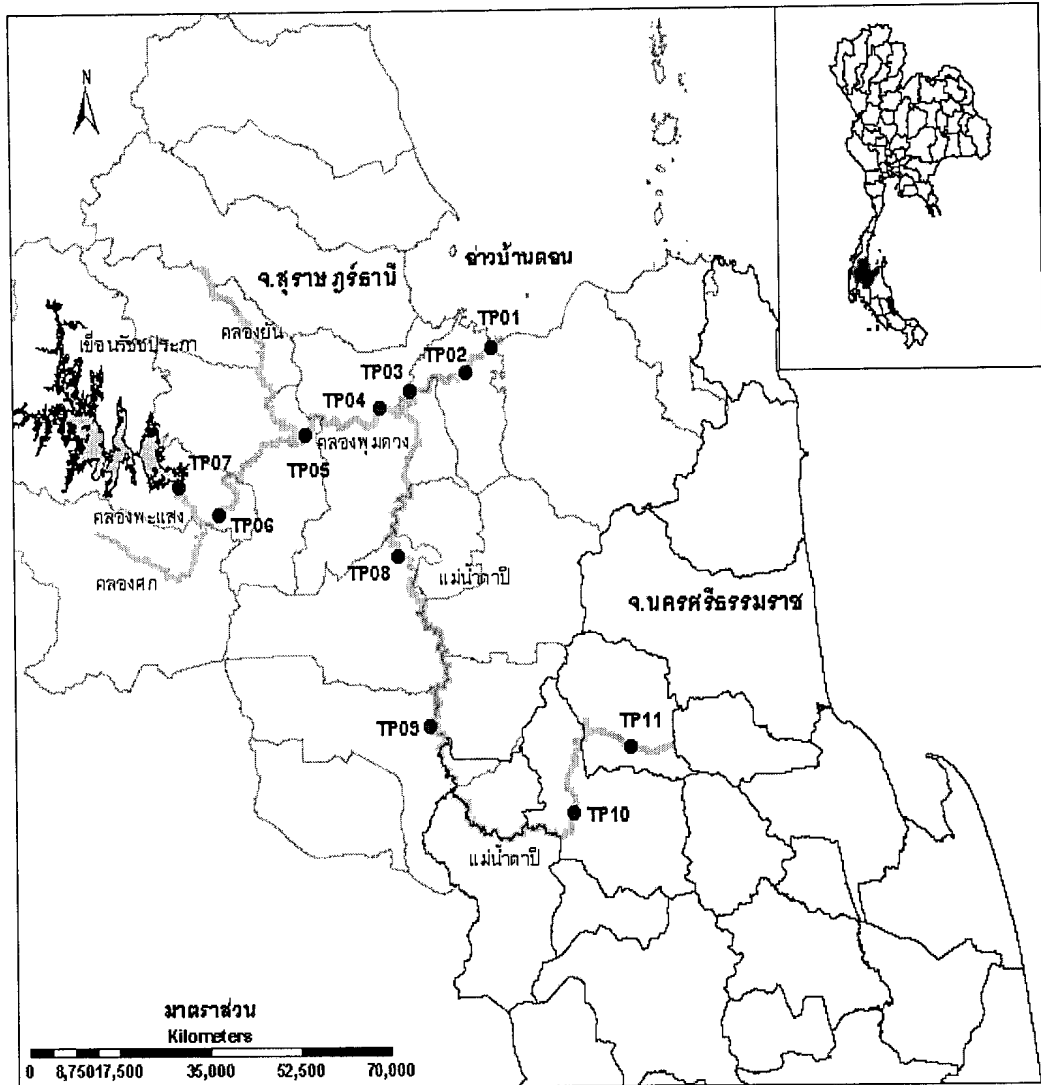 N
จ.สุราษฎร์ธานี
อ่าวบ้านดอน
คลองยัน
เขื่อนรัชชประภา
TP01
TP02
TP03
TP04
คลองพุมดวง
TP05
TP07
คลองพะแสง
TP06
คลองศก
TP08
แม่น้ำตาปี
จ.นครศรีธรรมราช
TP09
TP11
TP10
แม่น้ำตาปี
มาตราส่วน
Kilometers
0 8,75017,500 35,000 52,500 70,000